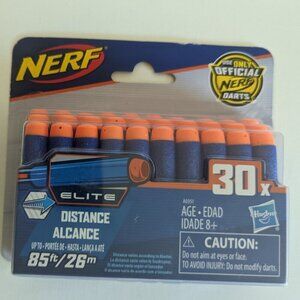 NERF
USE ONLY
OFFICIAL
NERF
DARTS
ELITE
30x
DISTANCE
ALCANCE
UP TO • PORTÉE DE • HASTA • LANÇA A ATÉ
85ft/26m
AGE • EDAD
IDADE 8+
Hasbro
CAUTION:
Do not aim at eyes or face.
TO AVOID INJURY: Do not modify darts.